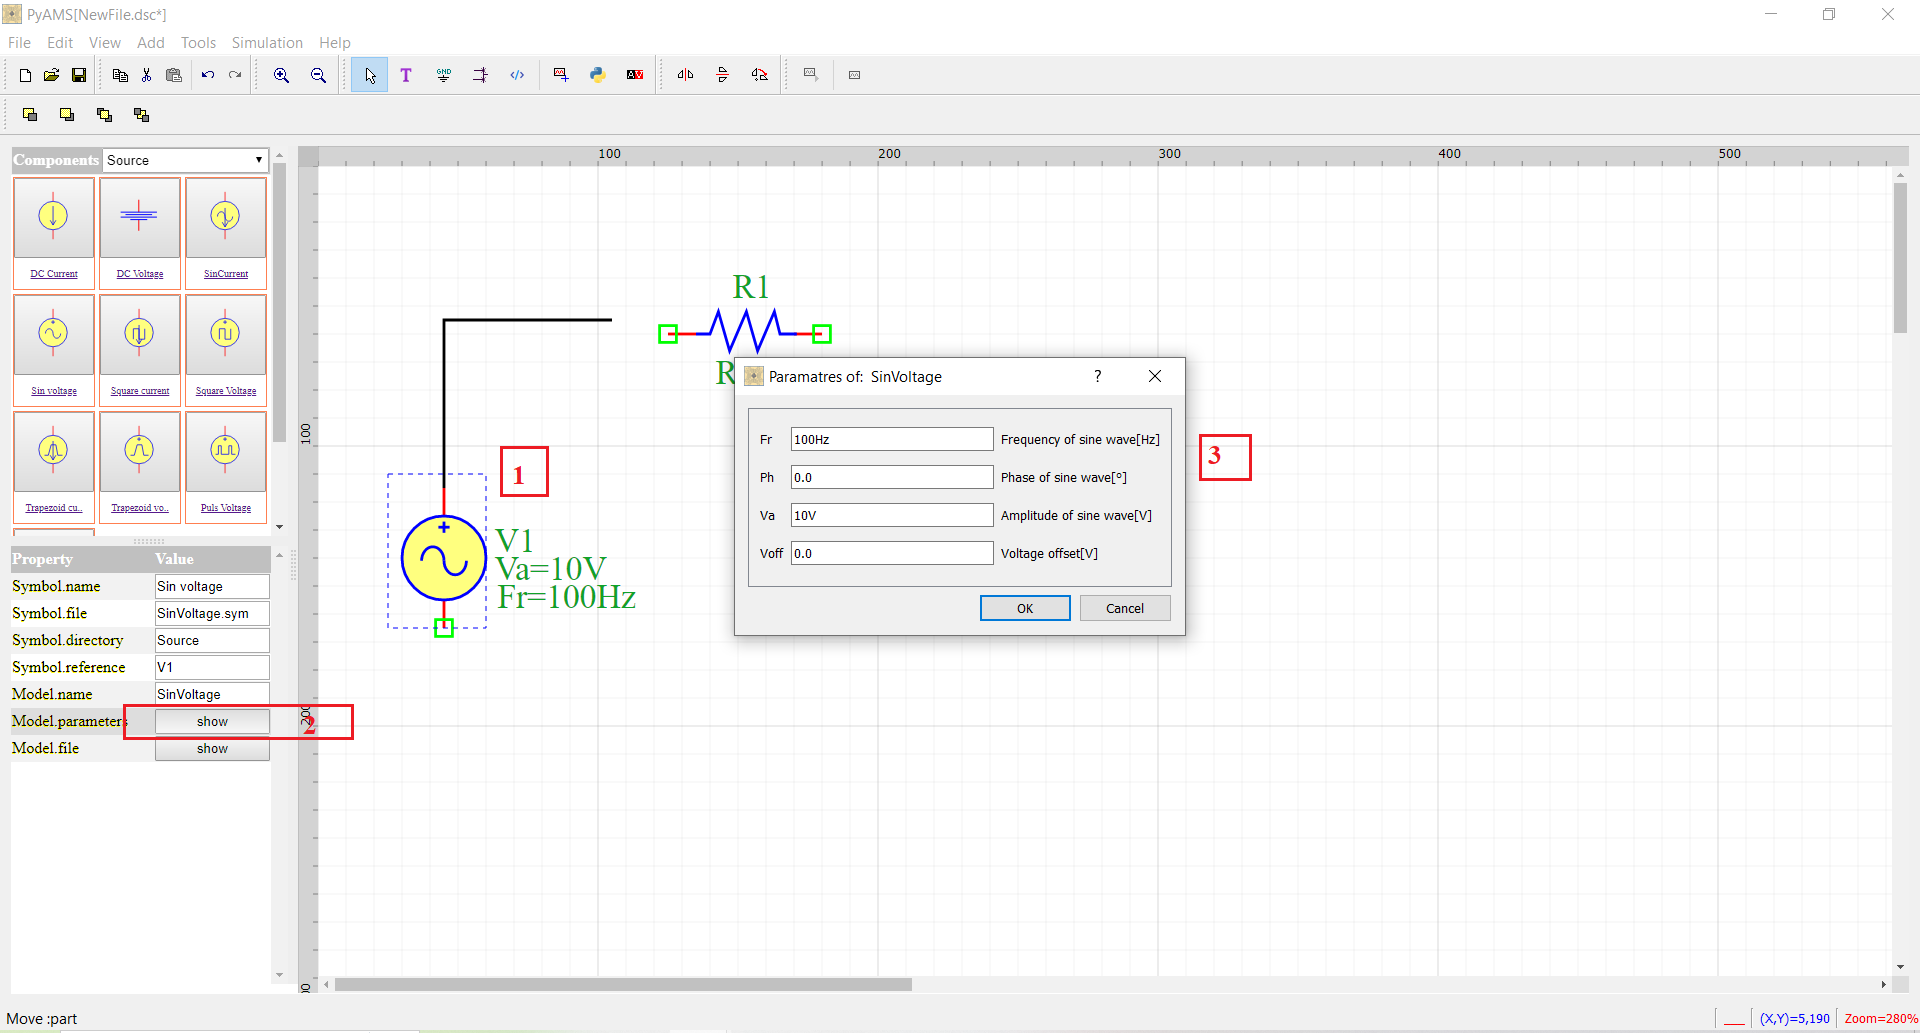 PyAMS[NewFile.dsc*]
File Edit View Add Tools Simulation Help
T GND </> AV
Components Source
DC Current DC Voltage SinCurrent
Sin voltage Square current Square Voltage
Trapezoid cu.. Trapezoid vo.. Puls Voltage
Property Value
Symbol.name Sin voltage
Symbol.file SinVoltage.sym
Symbol.directory Source
Symbol.reference V1
Model.name SinVoltage
Model.parameters show
Model.file show
100 200 300 400 500
100
200
R1
R
1
V1
Va=10V
Fr=100Hz
2
Paramatres of: SinVoltage ?
Fr 100Hz Frequency of sine wave[Hz]
Ph 0.0 Phase of sine wave[°]
Va 10V Amplitude of sine wave[V]
Voff 0.0 Voltage offset[V]
OK Cancel
3
Move :part
(X,Y)=5,190 Zoom=280%